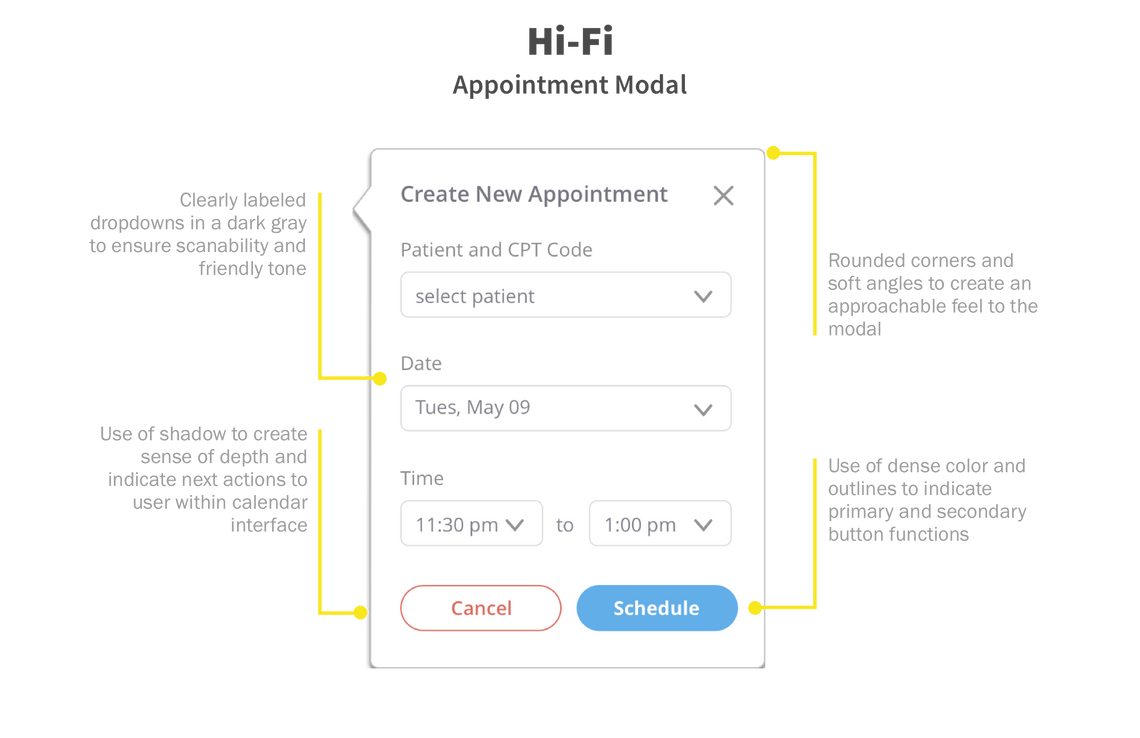 Hi-Fi
Appointment Modal
Clearly labeled
dropdowns in a dark gray
to ensure scanability and
friendly tone
Use of shadow to create
sense of depth and
indicate next actions to
user within calendar
interface
Create New Appointment
Patient and CPT Code
select patient
Date
Tues, May 09
Time
11:30 pm to 1:00 pm
Cancel Schedule
Rounded corners and
soft angles to create an
approachable feel to the
modal
Use of dense color and
outlines to indicate
primary and secondary
button functions